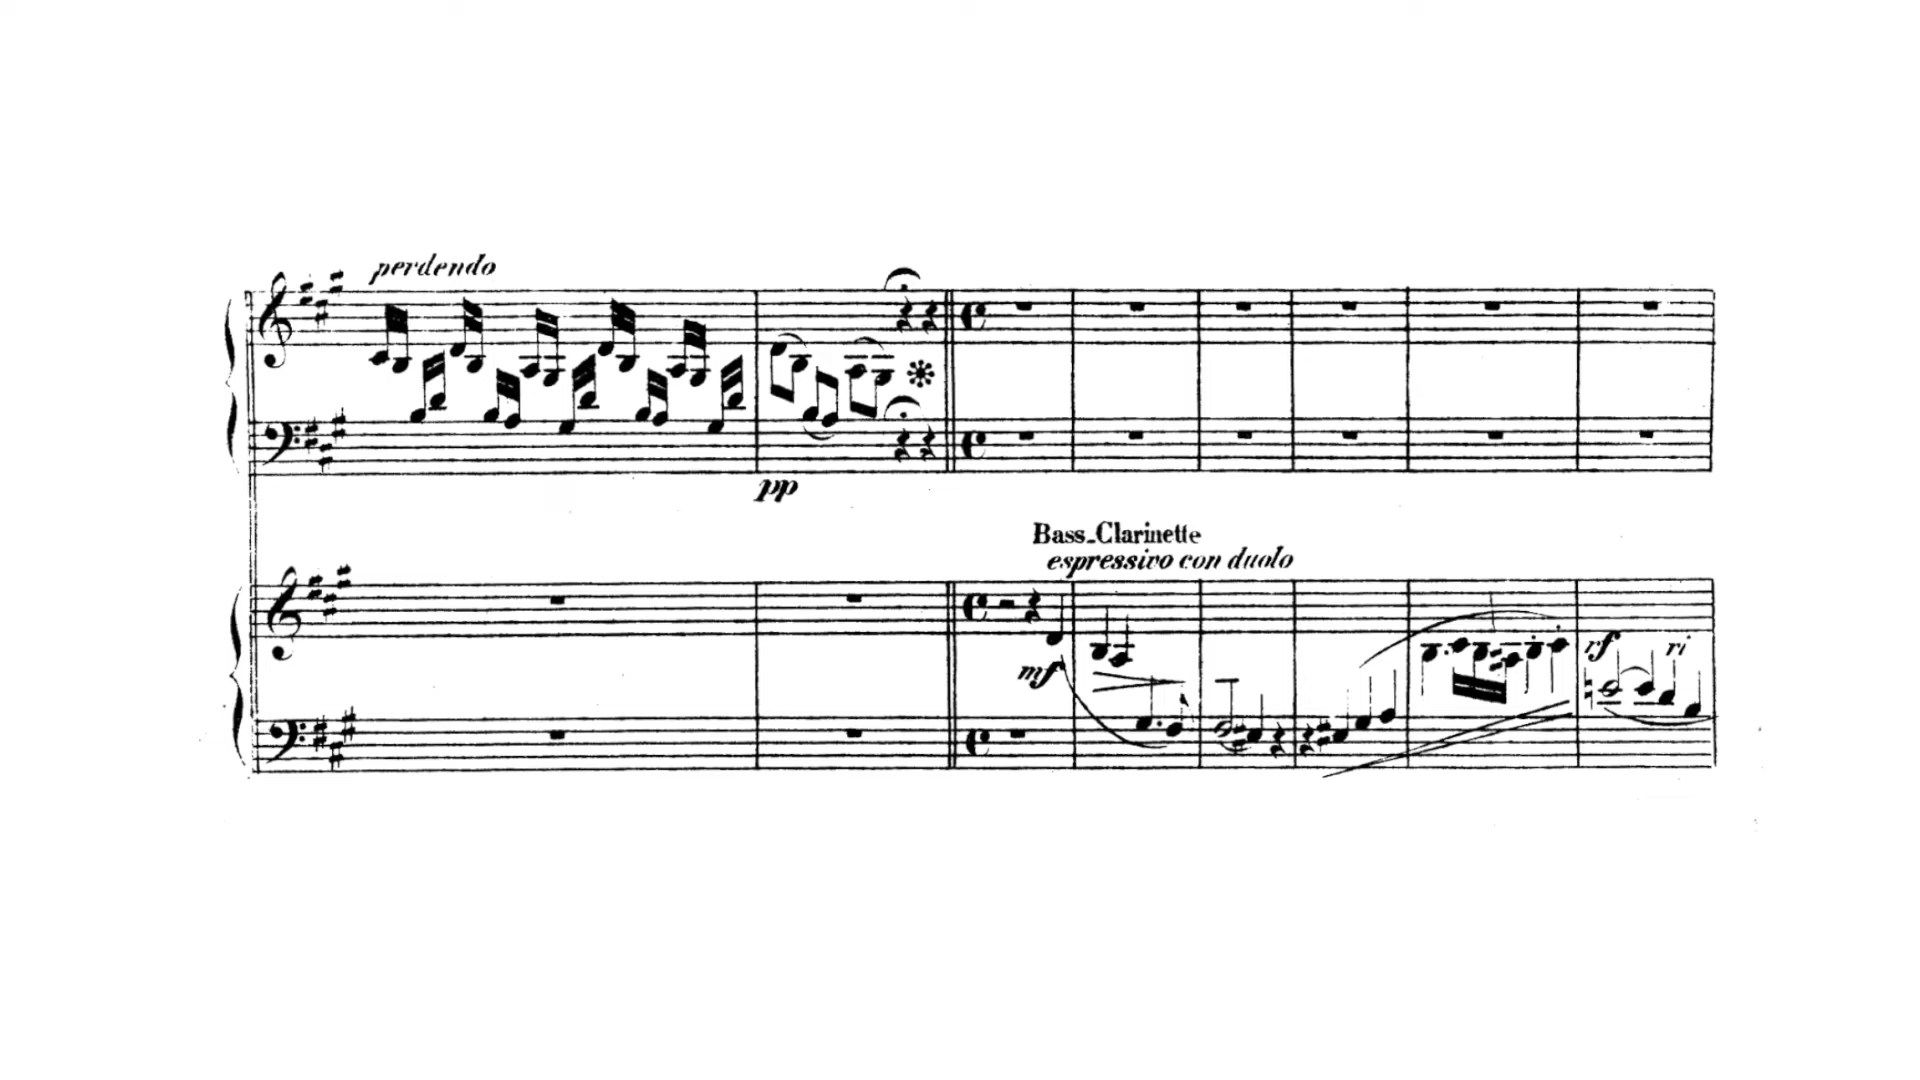 perdendo
pp
Bass-Clarinette
espressivo con duolo
mf
rf
ri